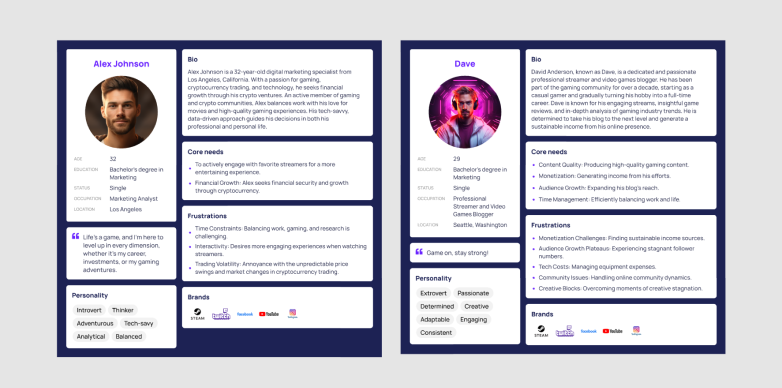 Alex Johnson
AGE 32
EDUCATION Bachelor's degree in
Marketing
STATUS Single
OCCUPATION Marketing Analyst
LOCATION Los Angeles
Life's a game, and I'm here to
level up in every dimension,
whether it's my career,
investments, or my gaming
adventures.
Personality
Introvert Thinker
Adventurous Tech-savy
Analytical Balanced
Bio
Alex Johnson is a 32-year-old digital marketing specialist from
Los Angeles, California. With a passion for gaming,
cryptocurrency trading, and technology, he seeks financial
growth through his crypto ventures. An active member of gaming
and crypto communities. Alex balances work with his love for
movies and high-quality gaming experiences. His tech-savvy,
data-driven approach guides his decisions in both his
professional and personal life.
Core needs
To actively engage with favorite streamers for a more
entertaining experience.
Financial Growth: Alex seeks financial security and growth
through cryptocurrency.
Frustrations
Time Constraints: Balancing work, gaming, and research is
challenging.
Interactivity: Desires more engaging experiences when watching
streamers.
Trading Volatility: Annoyance with the unpredictable price
swings and market changes in cryptocurrency trading.
Brands
STEAM twitch facebook YouTube Instagram
Dave
AGE 29
EDUCATION Bachelor's degree in
Marketing
STATUS Single
OCCUPATION Professional
Streamer and Video
Games Blogger
LOCATION Seattle, Washington
Game on, stay strong!
Personality
Extrovert Passionate
Determined Creative
Adaptable Engaging
Consistent
Bio
David Anderson, known as Dave, is a dedicated and passionate
professional streamer and video games blogger. He has been
part of the gaming community for over a decade, starting as a
casual gamer and gradually turning his hobby into a full-time
career. Dave is known for his engaging streams, insightful game
reviews, and in-depth analysis of gaming industry trends. He is
determined to take his blog to the next level and generate a
sustainable income from his online presence.
Core needs
Content Quality: Producing high-quality gaming content.
Monetization: Generating income from his efforts.
Audience Growth: Expanding his blog's reach.
Time Management: Efficiently balancing work and life.
Frustrations
Monetization Challenges: Finding sustainable income sources.
Audience Growth Plateaus: Experiencing stagnant follower
numbers.
Tech Costs: Managing equipment expenses.
Community Issues: Handling online community dynamics.
Creative Blocks: Overcoming moments of creative stagnation.
Brands
STEAM twitch facebook YouTube Instagram